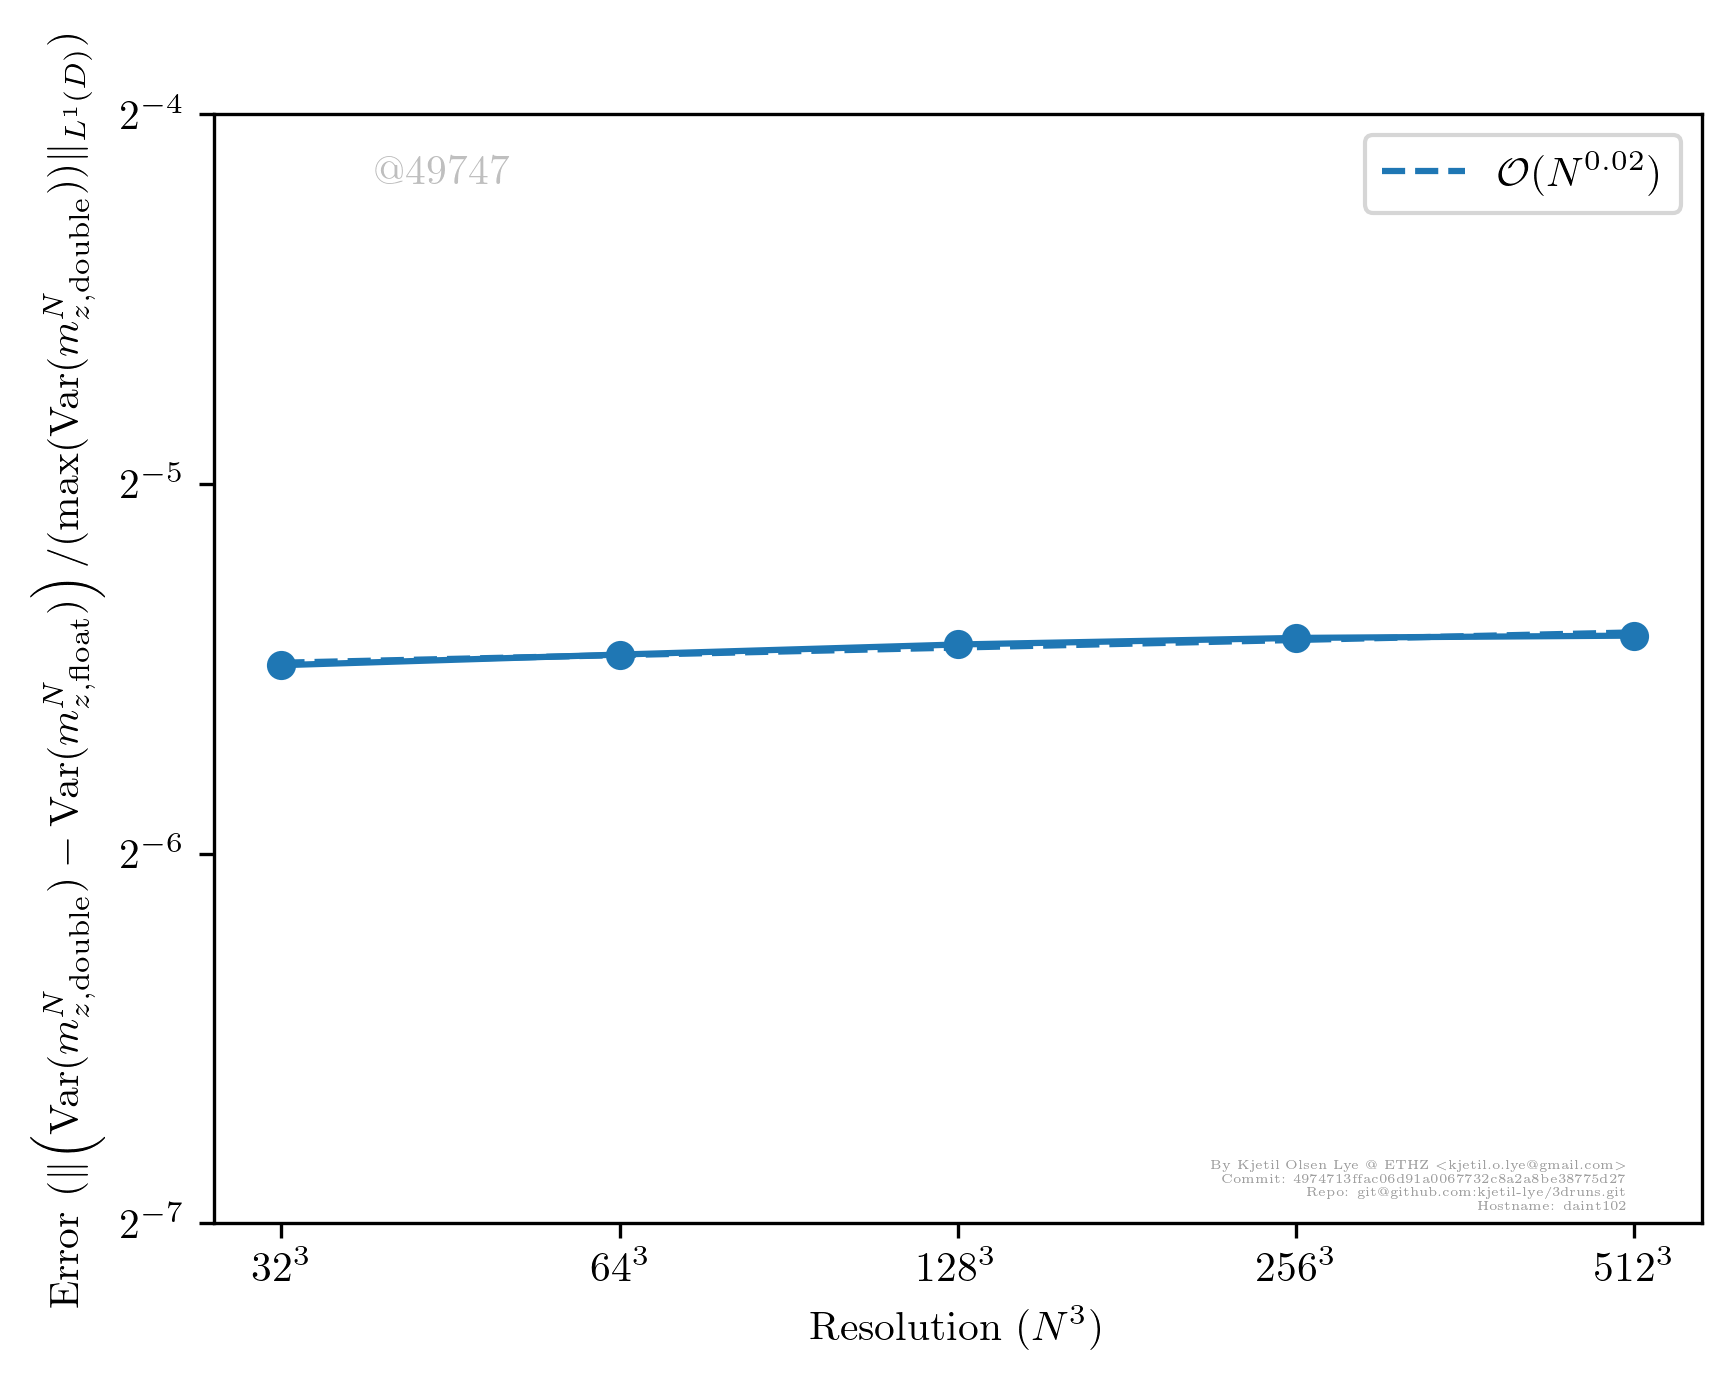 Error (||(Var(m^N_{z,double}) − Var(m^N_{z,float}))/(max(Var(m^N_{z,double}))||_{L^1(D)})
2^{−4}
2^{−5}
2^{−6}
2^{−7}
@49747
𝒪(N^{0.02})
By Kjetil Olsen Lye @ ETHZ <kjetil.o.lye@gmail.com>
Commit: 4974713ffac06d91a0067732c8a2a8be38775d27
Repo: git@github.com:kjetil-lye/3druns.git
Hostname: daint102
32^3 64^3 128^3 256^3 512^3
Resolution (N^3)